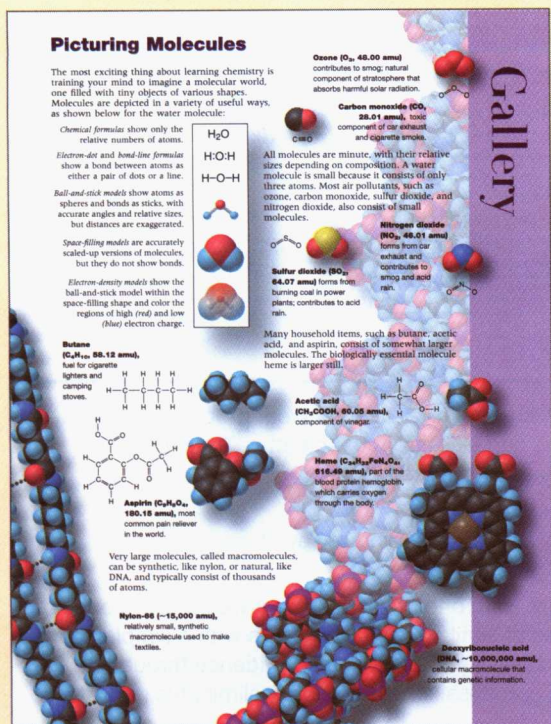 Picturing Molecules
The most exciting thing about learning chemistry is
training your mind to imagine a molecular world,
one filled with tiny objects of various shapes.
Molecules are depicted in a variety of useful ways,
as shown below for the water molecule:
Chemical formulas show only the
relative numbers of atoms.
H₂O
Electron-dot and bond-line formulas
show a bond between atoms as
either a pair of dots or a line.
H:O:H
H–O–H
Ball-and-stick models show atoms as
spheres and bonds as sticks, with
accurate angles and relative sizes,
but distances are exaggerated.
Space-filling models are accurately
scaled-up versions of molecules,
but they do not show bonds.
Electron-density models show the
ball-and-stick model within the
space-filling shape and color the
regions of high (red) and low
(blue) electron charge.
Gallery
Ozone (O₃, 48.00 amu)
contributes to smog; natural
component of stratosphere that
absorbs harmful solar radiation.
O O O
Carbon monoxide (CO,
28.01 amu), toxic
component of car exhaust
and cigarette smoke.
C≡O
All molecules are minute, with their relative
sizes depending on composition. A water
molecule is small because it consists of only
three atoms. Most air pollutants, such as
ozone, carbon monoxide, sulfur dioxide, and
nitrogen dioxide, also consist of small
molecules.
Nitrogen dioxide
(NO₂, 46.01 amu)
forms from car
exhaust and
contributes to
smog and acid
rain.
O N O
O S O
Sulfur dioxide (SO₂,
64.07 amu) forms from
burning coal in power
plants; contributes to acid
rain.
Many household items, such as butane, acetic
acid, and aspirin, consist of somewhat larger
molecules. The biologically essential molecule
heme is larger still.
Butane
(C₄H₁₀, 58.12 amu),
fuel for cigarette
lighters and
camping
stoves.
H H H H
H–C–C–C–C–H
H H H H
Acetic acid
(CH₃COOH, 60.05 amu),
component of vinegar.
H O
H–C–C
H O–H
Aspirin (C₉H₈O₄,
180.15 amu), most
common pain reliever
in the world.
Heme (C₃₄H₃₂FeN₄O₄,
616.49 amu), part of the
blood protein hemoglobin,
which carries oxygen
through the body.
Very large molecules, called macromolecules,
can be synthetic, like nylon, or natural, like
DNA, and typically consist of thousands
of atoms.
Nylon-66 (~15,000 amu),
relatively small, synthetic
macromolecule used to make
textiles.
Deoxyribonucleic acid
(DNA, ~10,000,000 amu),
cellular macromolecule that
contains genetic information.